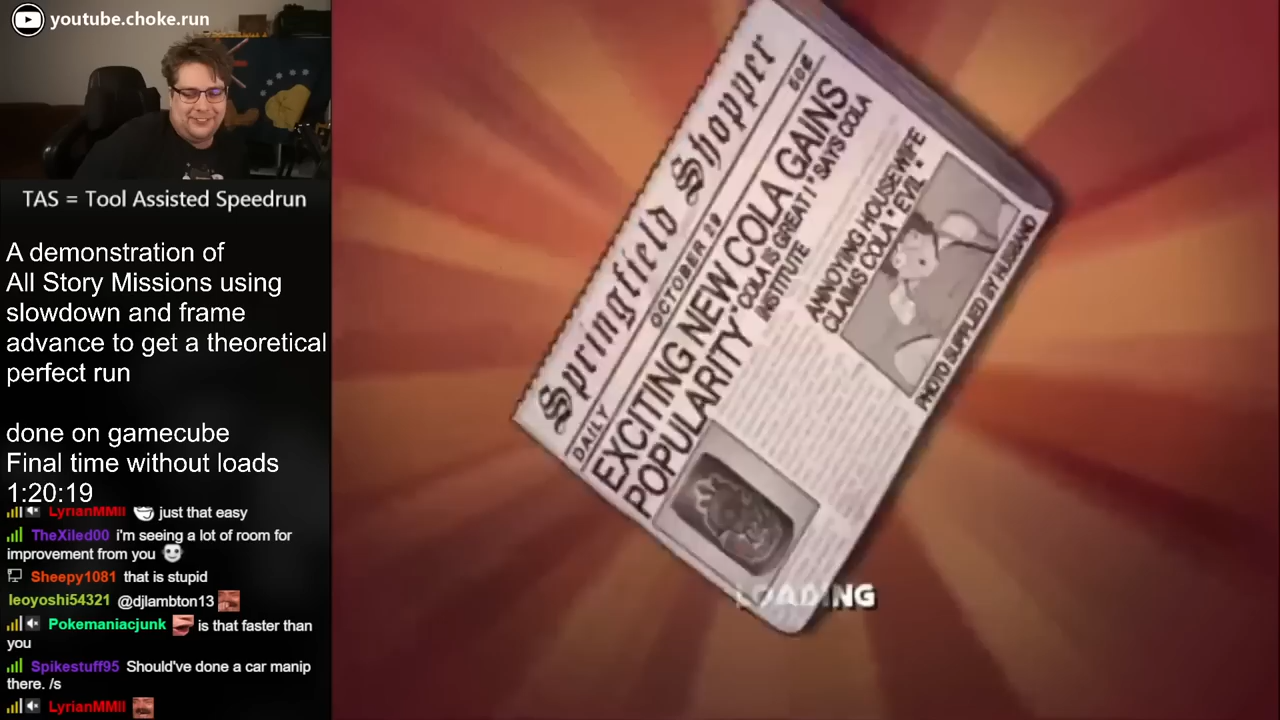 youtube.choke.run
TAS = Tool Assisted Speedrun
A demonstration of
All Story Missions using
slowdown and frame
advance to get a theoretical
perfect run
done on gamecube
Final time without loads
1:20:19
LyrianMMII just that easy
TheXiled00 i'm seeing a lot of room for
improvement from you
Sheepy1081 that is stupid
leoyoshi54321 @djlambton13
Pokemaniacjunk is that faster than
you
Spikestuff95 Should've done a car manip
there. /s
LyrianMMII
Springfield Shopper
DAILY OCTOBER 29 50¢
EXCITING NEW COLA GAINS
POPULARITY
"COLA IS GREAT!" SAYS COLA
INSTITUTE
ANNOYING HOUSEWIFE
CLAIMS COLA "EVIL"
PHOTO SUPPLIED BY HUSBAND
LOADING